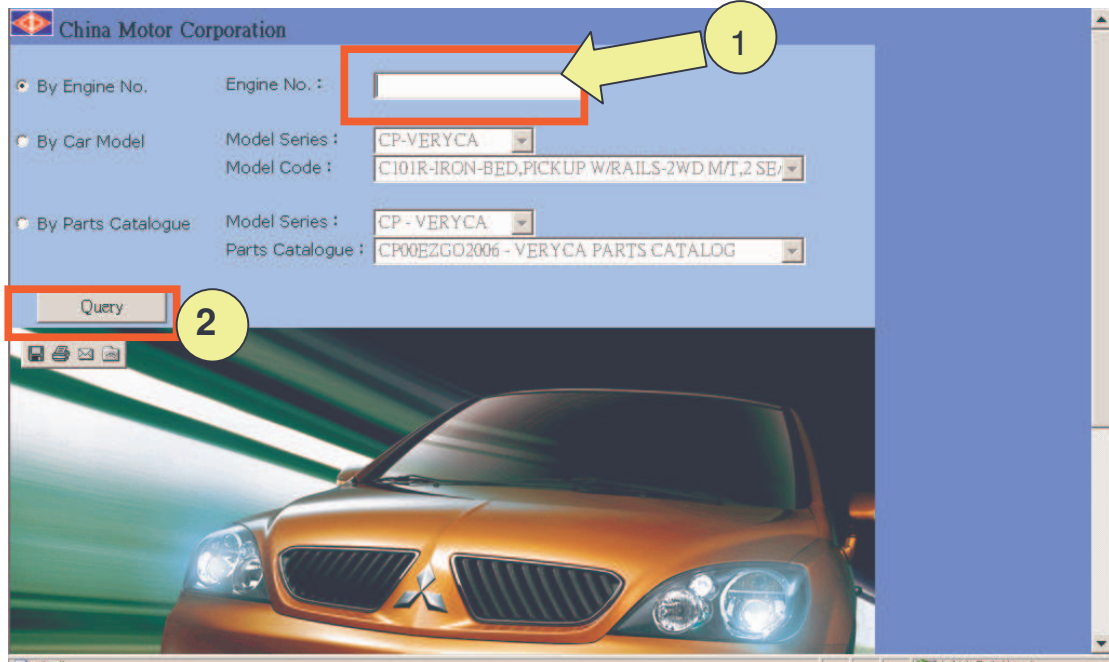 China Motor Corporation
1
By Engine No. Engine No. :
By Car Model Model Series : CP-VERYCA
Model Code : C101R-IRON-BED,PICKUP W/RAILS-2WD M/T,2 SE
By Parts Catalogue Model Series : CP - VERYCA
Parts Catalogue : CP00EZGO2006 - VERYCA PARTS CATALOG
Query
2